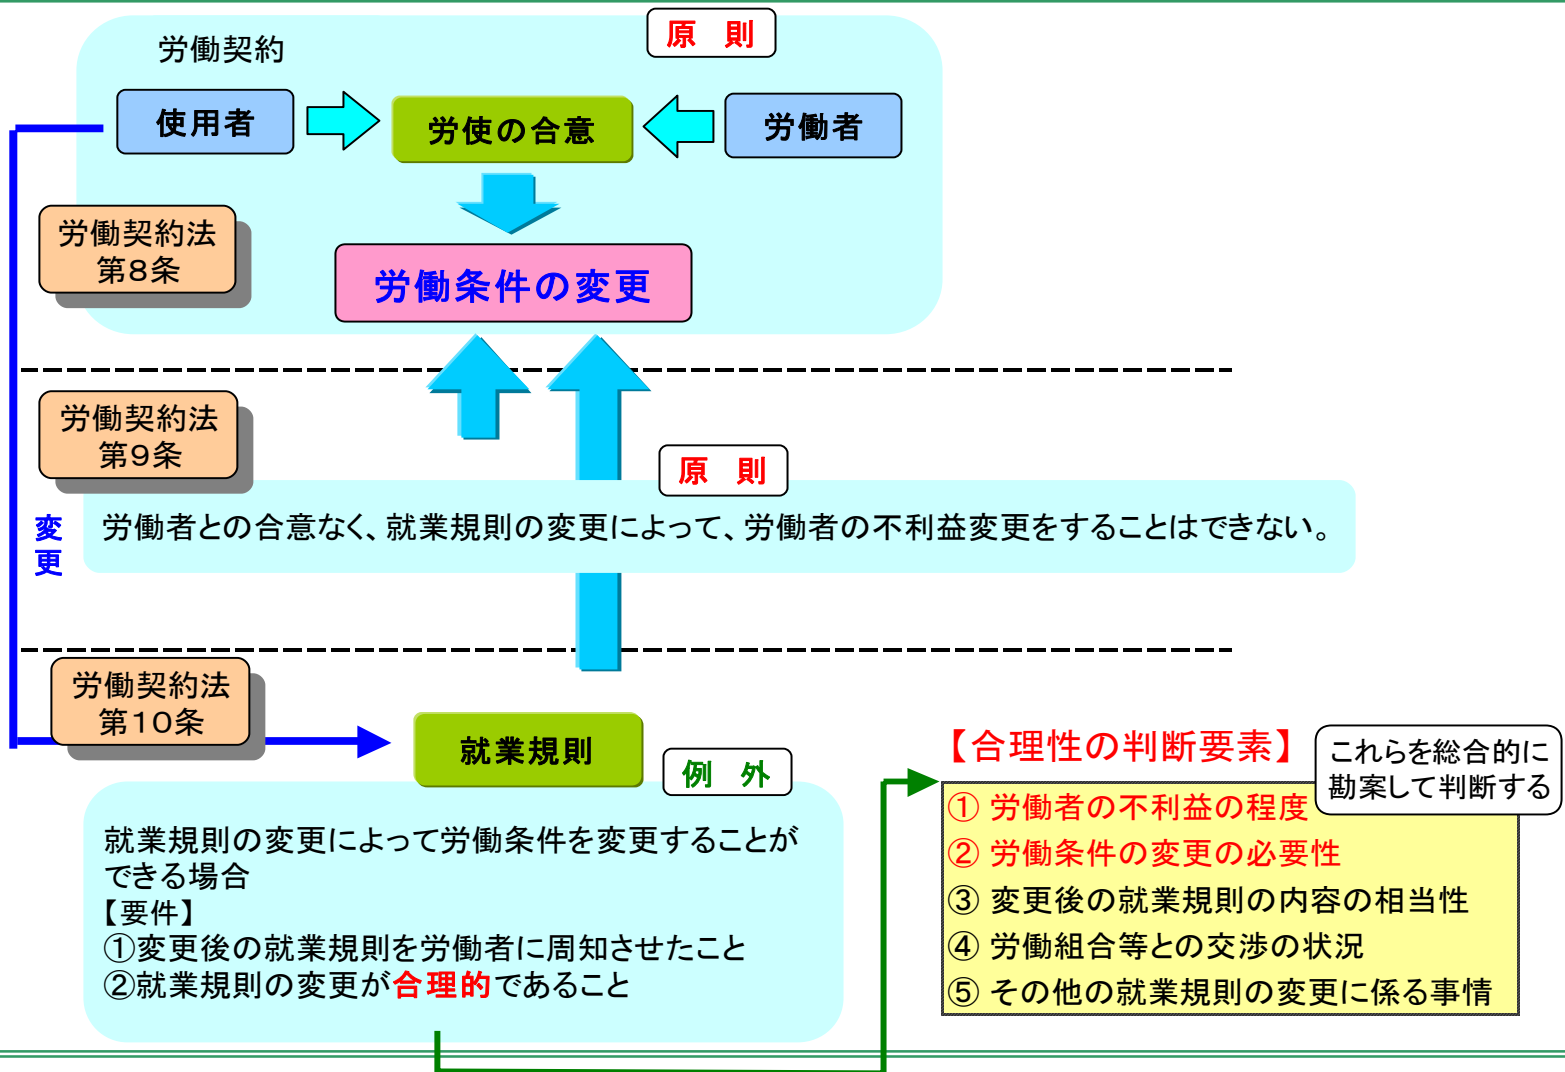 原 則
労働契約
使用者
労使の合意
労働者
労働契約法
第8条
労働条件の変更
労働契約法
第9条
原 則
変
更
労働者との合意なく、就業規則の変更によって、労働者の不利益変更をすることはできない。
労働契約法
第10条
就業規則
例 外
就業規則の変更によって労働条件を変更することが
できる場合
【要件】
①変更後の就業規則を労働者に周知させたこと
②就業規則の変更が合理的であること
【合理性の判断要素】
これらを総合的に
勘案して判断する
① 労働者の不利益の程度
② 労働条件の変更の必要性
③ 変更後の就業規則の内容の相当性
④ 労働組合等との交渉の状況
⑤ その他の就業規則の変更に係る事情